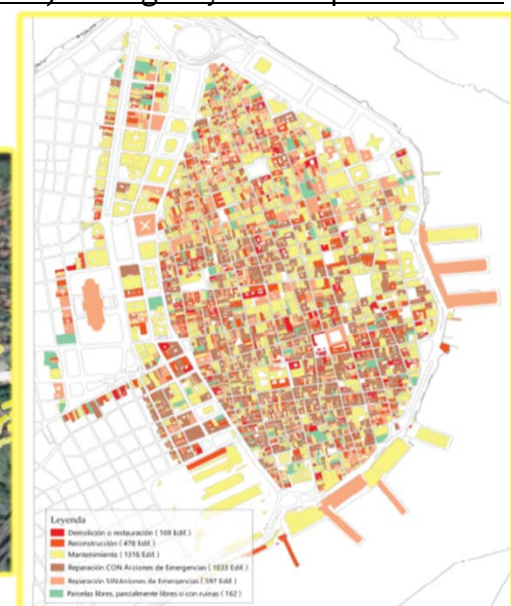 Leyenda
Demolición o restauración ( 169 Edif. )
Reconstrucción ( 478 Edif. )
Mantenimiento ( 1316 Edif. )
Reparación CON Acciones de Emergencias ( 1033 Edif. )
Reparación SIN Acciones de Emergencias ( 597 Edif. )
Parcelas libres, parcialmente libres o con ruinas ( 162 )